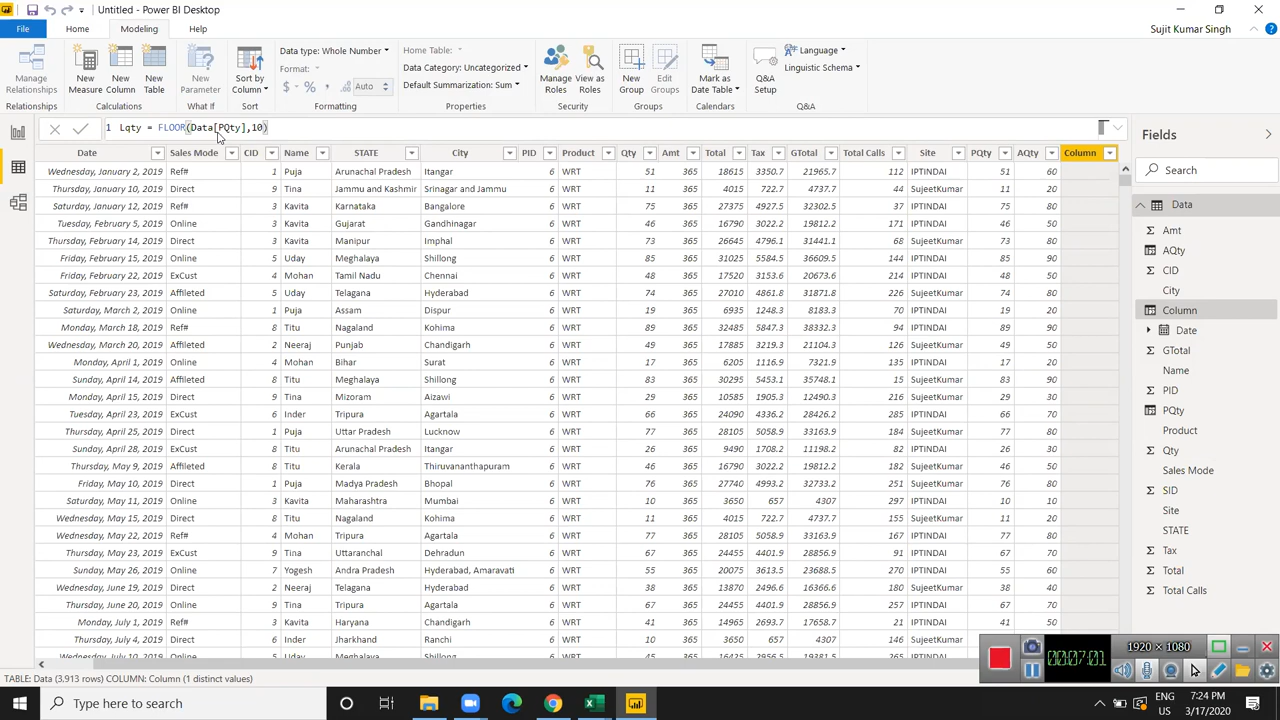 Untitled - Power BI Desktop
File Home Modeling Help Sujit Kumar Singh
Manage Relationships
New Measure
New Column
New Table
New Parameter
Sort by Column
Data type: Whole Number
Format:
$ % , Auto
Home Table:
Data Category: Uncategorized
Default Summarization: Sum
Manage Roles
View as Roles
New Group
Edit Groups
Mark as Date Table
Q&A Setup
Language
Linguistic Schema
Relationships Calculations What If Sort Formatting Properties Security Groups Calendars Q&A
1 Lqty = FLOOR(Data[PQty],10)
Date Sales Mode CID Name STATE City PID Product Qty Amt Total Tax GTotal Total Calls Site PQty AQty Column
Wednesday, January 2, 2019 Ref# 1 Puja Arunachal Pradesh Itangar 6 WRT 51 365 18615 3350.7 21965.7 112 IPTINDAI 51 60
Thursday, January 10, 2019 Direct 9 Tina Jammu and Kashmir Srinagar and Jammu 6 WRT 11 365 4015 722.7 4737.7 44 SujeetKumar 11 20
Saturday, January 12, 2019 Ref# 3 Kavita Karnataka Bangalore 6 WRT 75 365 27375 4927.5 32302.5 37 IPTINDAI 75 80
Tuesday, February 5, 2019 Online 3 Kavita Gujarat Gandhinagar 6 WRT 46 365 16790 3022.2 19812.2 171 IPTINDAI 46 50
Thursday, February 14, 2019 Direct 3 Kavita Manipur Imphal 6 WRT 73 365 26645 4796.1 31441.1 68 SujeetKumar 73 80
Friday, February 15, 2019 Online 5 Uday Meghalaya Shillong 6 WRT 85 365 31025 5584.5 36609.5 144 IPTINDAI 85 90
Friday, February 22, 2019 ExCust 4 Mohan Tamil Nadu Chennai 6 WRT 48 365 17520 3153.6 20673.6 214 IPTINDAI 48 50
Saturday, February 23, 2019 Affileted 5 Uday Telagana Hyderabad 6 WRT 74 365 27010 4861.8 31871.8 226 SujeetKumar 74 80
Saturday, March 2, 2019 Online 1 Puja Assam Dispur 6 WRT 19 365 6935 1248.3 8183.3 70 IPTINDAI 19 20
Monday, March 18, 2019 Ref# 8 Titu Nagaland Kohima 6 WRT 89 365 32485 5847.3 38332.3 94 IPTINDAI 89 90
Wednesday, March 20, 2019 Affileted 2 Neeraj Punjab Chandigarh 6 WRT 49 365 17885 3219.3 21104.3 126 SujeetKumar 49 50
Monday, April 1, 2019 Online 4 Mohan Bihar Surat 6 WRT 17 365 6205 1116.9 7321.9 135 IPTINDAI 17 20
Sunday, April 14, 2019 Affileted 8 Titu Meghalaya Shillong 6 WRT 83 365 30295 5453.1 35748.1 15 SujeetKumar 83 90
Monday, April 15, 2019 Direct 9 Tina Mizoram Aizawi 6 WRT 29 365 10585 1905.3 12490.3 216 SujeetKumar 29 30
Tuesday, April 23, 2019 ExCust 6 Inder Tripura Agartala 6 WRT 66 365 24090 4336.2 28426.2 285 IPTINDAI 66 70
Thursday, April 25, 2019 Direct 1 Puja Uttar Pradesh Lucknow 6 WRT 77 365 28105 5058.9 33163.9 184 SujeetKumar 77 80
Sunday, April 28, 2019 ExCust 8 Titu Arunachal Pradesh Itangar 6 WRT 26 365 9490 1708.2 11198.2 82 IPTINDAI 26 30
Thursday, May 9, 2019 Affileted 8 Titu Kerala Thiruvananthapuram 6 WRT 46 365 16790 3022.2 19812.2 182 SujeetKumar 46 50
Friday, May 10, 2019 Direct 1 Puja Madya Pradesh Bhopal 6 WRT 76 365 27740 4993.2 32733.2 251 SujeetKumar 76 80
Saturday, May 11, 2019 Online 3 Kavita Maharashtra Mumbai 6 WRT 10 365 3650 657 4307 297 IPTINDAI 10 10
Wednesday, May 15, 2019 Direct 8 Titu Nagaland Kohima 6 WRT 11 365 4015 722.7 4737.7 155 SujeetKumar 11 20
Wednesday, May 22, 2019 Ref# 4 Mohan Tripura Agartala 6 WRT 77 365 28105 5058.9 33163.9 167 IPTINDAI 77 80
Thursday, May 23, 2019 ExCust 9 Tina Uttaranchal Dehradun 6 WRT 67 365 24455 4401.9 28856.9 91 IPTINDAI 67 70
Sunday, May 26, 2019 Online 7 Yogesh Andra Pradesh Hyderabad, Amaravati 6 WRT 55 365 20075 3613.5 23688.5 270 IPTINDAI 55 60
Wednesday, June 19, 2019 Direct 2 Neeraj Telagana Hyderabad 6 WRT 38 365 13870 2496.6 16366.6 180 SujeetKumar 38 40
Thursday, June 20, 2019 Online 9 Tina Tripura Agartala 6 WRT 67 365 24455 4401.9 28856.9 257 IPTINDAI 67 70
Monday, July 1, 2019 Ref# 3 Kavita Haryana Chandigarh 6 WRT 41 365 14965 2693.7 17658.7 21 IPTINDAI 41 50
Thursday, July 4, 2019 Direct 6 Inder Jharkhand Ranchi 6 WRT 10 365 3650 657 4307 146 SujeetKumar 10 10
Wednesday, July 10, 2019 Online 5 Uday Meghalaya Shillong 6 WRT 45 365 16425 2956.5 19381.5
TABLE: Data (3,913 rows) COLUMN: Column (1 distinct values)
Fields
Search
Data
Amt
AQty
CID
City
Column
Date
GTotal
Name
PID
PQty
Product
Qty
Sales Mode
SID
Site
STATE
Tax
Total
Total Calls
00:07:01
1920 × 1080
Type here to search
ENG US
7:24 PM
3/17/2020